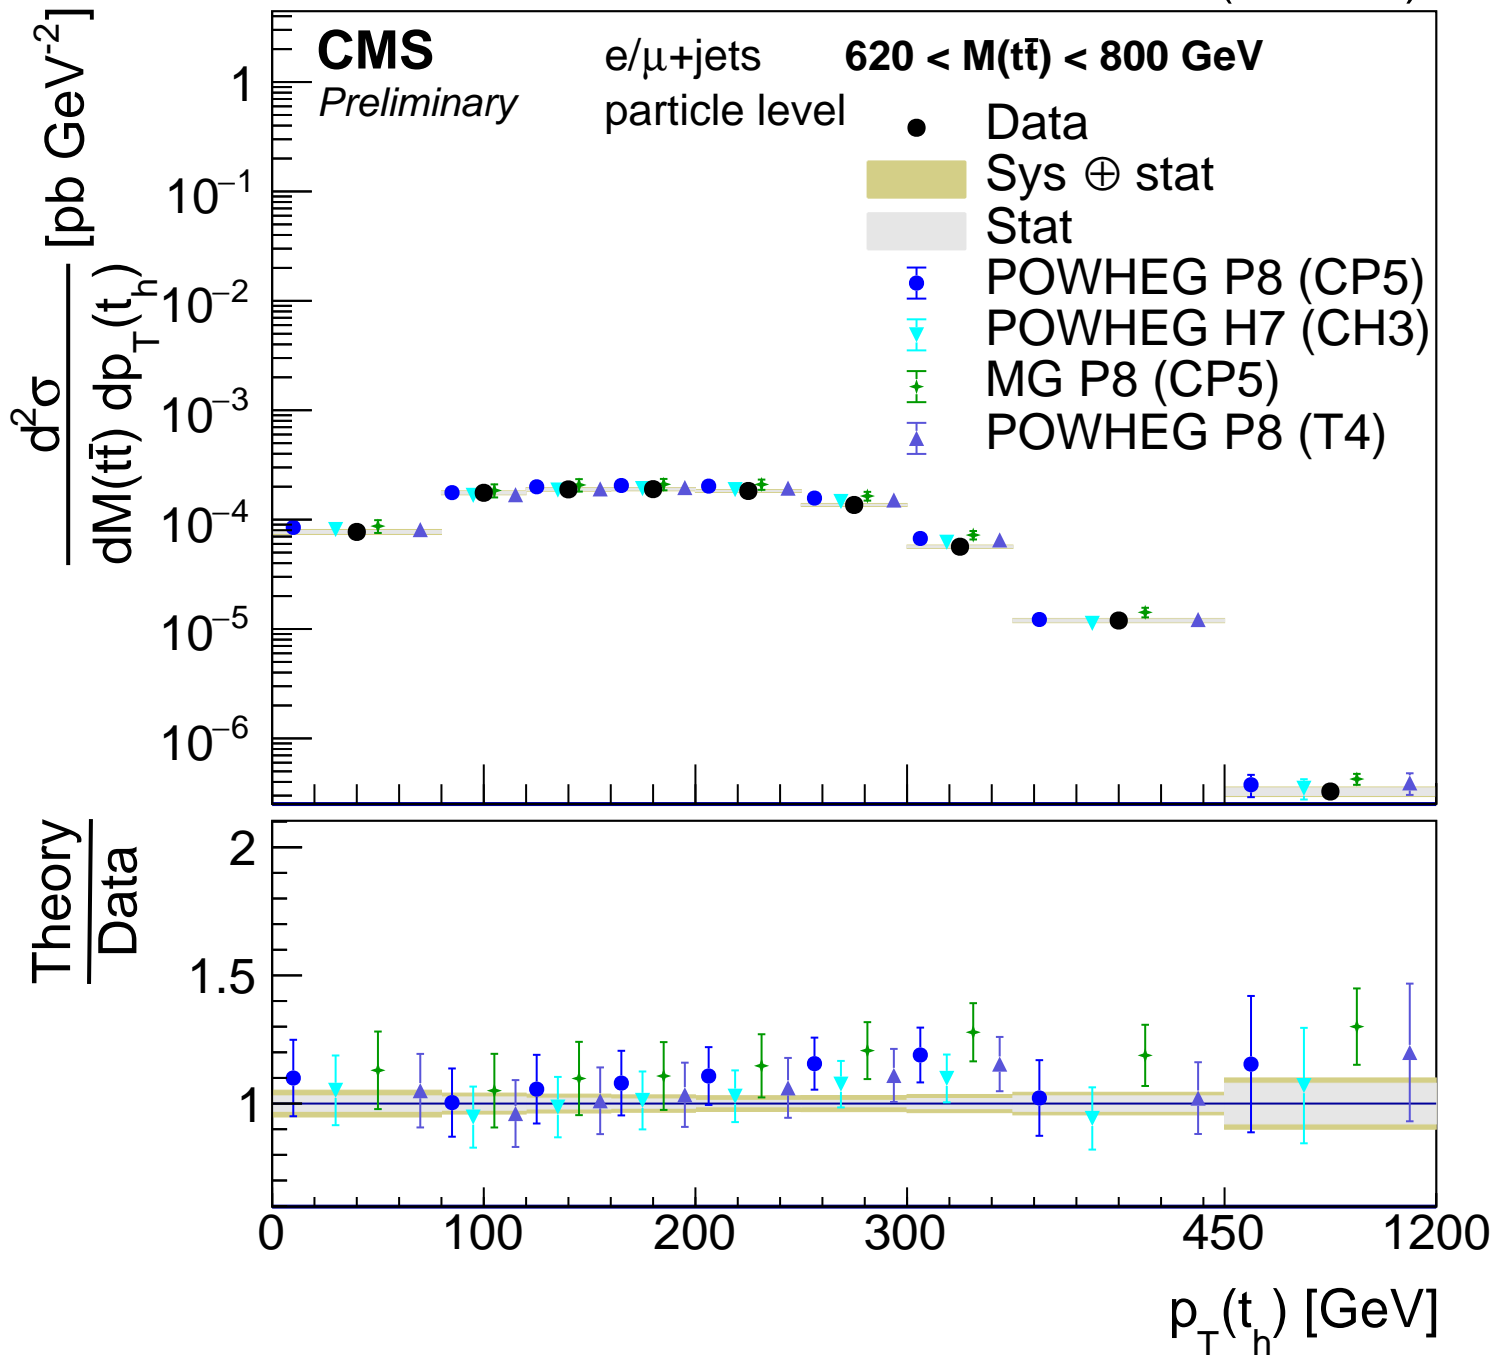 CMS
Preliminary
e/μ+jets
particle level
620 < M(tt̄) < 800 GeV
Data
Sys ⊕ stat
Stat
POWHEG P8 (CP5)
POWHEG H7 (CH3)
MG P8 (CP5)
POWHEG P8 (T4)
d²σ
dM(tt̄) dp_T(t_h)
[pb GeV⁻²]
1
10⁻¹
10⁻²
10⁻³
10⁻⁴
10⁻⁵
10⁻⁶
Theory
Data
2
1.5
1
0 100 200 300 450 1200
p_T(t_h) [GeV]